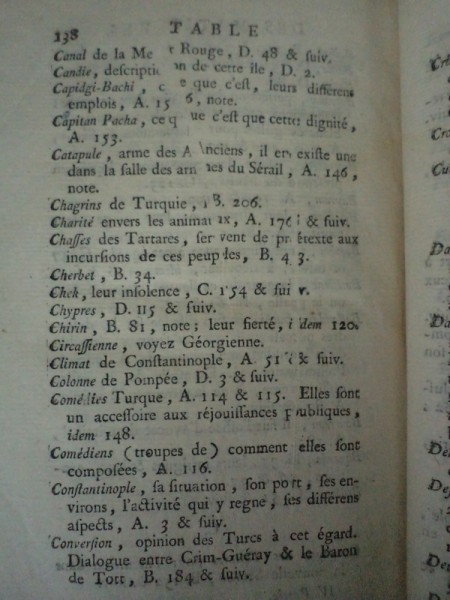 138 TABLE
Canal de la Mer Rouge, D. 48 & suiv.
Candie, deſcription de cette île, D. 2.
Capidgi-Bachi, ce que c'eſt, leurs différens
emplois, A. 156, note.
Capitan Pacha, ce que c'eſt que cette dignité,
A. 153.
Catapule, arme des Anciens, il en exiſte une
dans la ſalle des armes du Sérail, A. 146,
note.
Chagrins de Turquie, B. 206.
Charité envers les animaux, A. 176 & ſuiv.
Chaſſes des Tartares, ſervent de prétexte aux
incurſions de ces peuples, B. 43.
Cherbet, B. 34.
Chek, leur inſolence, C. 154 & ſuiv.
Chypres, D. 115 & ſuiv.
Chirin, B. 81, note; leur fierté, idem 120.
Circaſſienne, voyez Géorgienne.
Climat de Conſtantinople, A. 51 & ſuiv.
Colonne de Pompée, D. 3 & ſuiv.
Comédies Turque, A. 114 & 115. Elles ſont
un acceſſoire aux réjouiſſances publiques,
idem 148.
Comédiens (troupes de) comment elles ſont
compoſées, A. 116.
Conſtantinople, ſa ſituation, ſon port, ſes en-
virons, l'activité qui y regne, ſes différens
aſpects, A. 3 & ſuiv.
Converſion, opinion des Turcs à cet égard.
Dialogue entre Crim-Guéray & le Baron
de Tott, B. 184 & ſuiv.